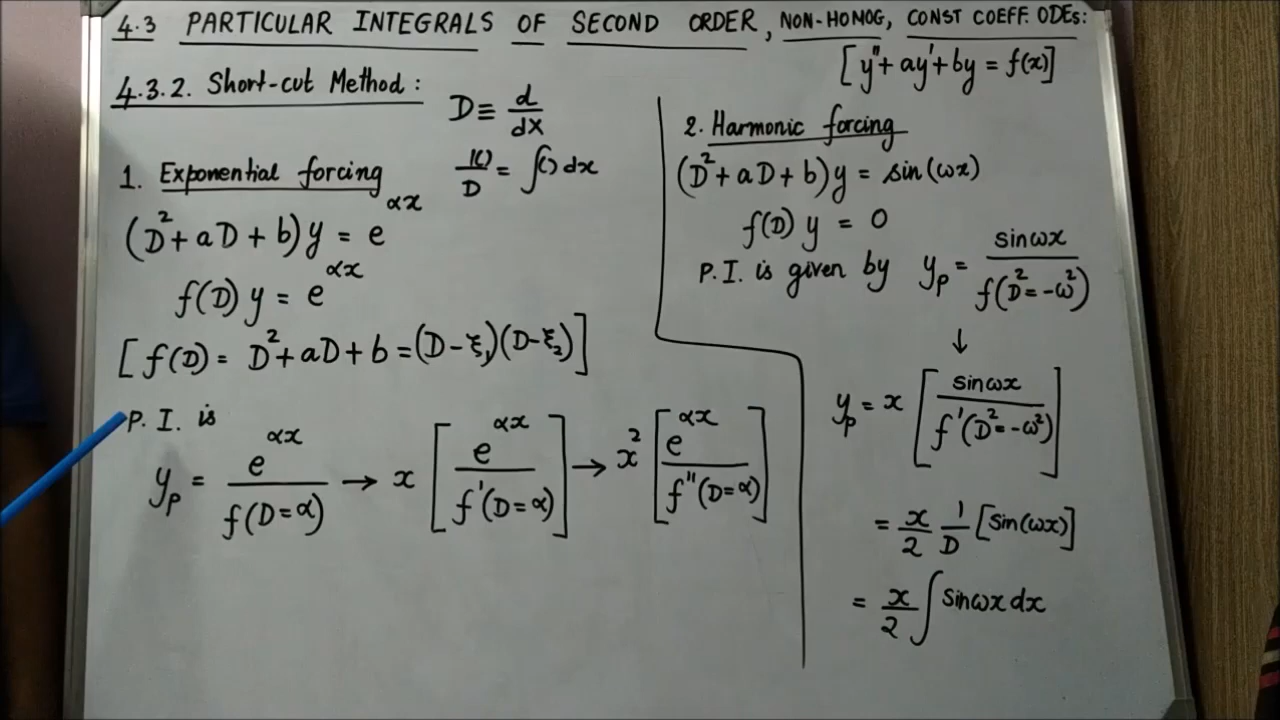 4.3 PARTICULAR INTEGRALS OF SECOND ORDER, NON-HOMOG, CONST COEFF. ODEs:
[y''+ ay'+ by = f(x)]
4.3.2. Short-cut Method:
D ≡ d/dx
1( )/D = ∫( ) dx
1. Exponential forcing
(D²+ aD + b) y = e^{αx}
f(D) y = e^{αx}
[f(D) = D²+ aD + b = (D-ξ₁)(D-ξ₂)]
P. I. is
y_p = e^{αx}/f(D=α) → x [e^{αx}/f'(D=α)] → x² [e^{αx}/f''(D=α)]
2. Harmonic forcing
(D²+ aD + b) y = sin(ωx)
f(D) y = 0
P. I. is given by y_p = sinωx/f(D²=-ω²)
↓
y_p = x [sinωx/f'(D²=-ω²)]
= x/2 1/D [sin(ωx)]
= x/2 ∫ sinωx dx